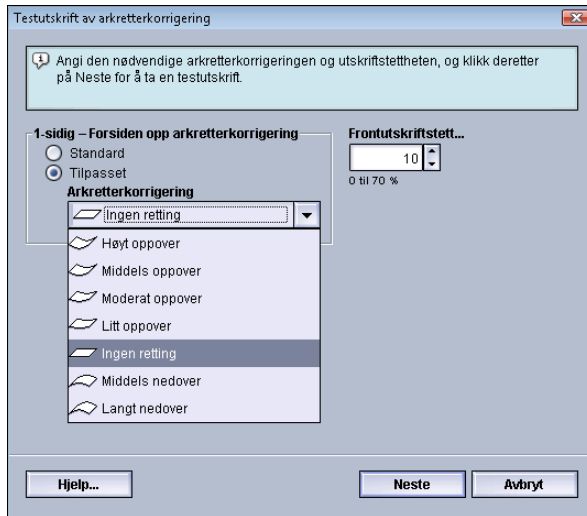 Testutskrift av arkretterkorrigering
Angi den nødvendige arkretterkorrigeringen og utskriftstettheten, og klikk deretter
på Neste for å ta en testutskrift.
1-sidig – Forsiden opp arkretterkorrigering
Standard
Tilpasset
Arkretterkorrigering
Ingen retting
Høyt oppover
Middels oppover
Moderat oppover
Litt oppover
Ingen retting
Middels nedover
Langt nedover
Frontutskriftstett...
10
0 til 70 %
Hjelp...
Neste
Avbryt